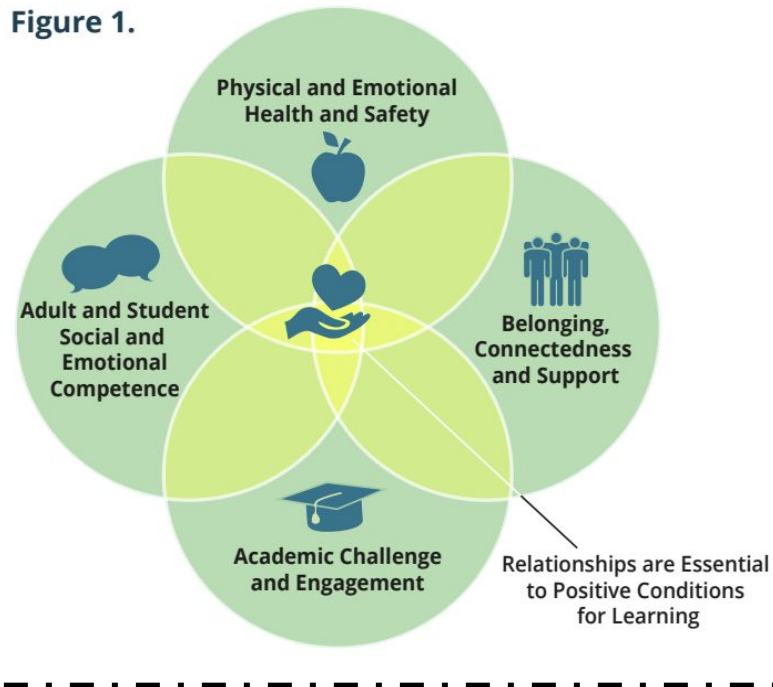 Figure 1.
Physical and Emotional
Health and Safety
Adult and Student
Social and
Emotional
Competence
Belonging,
Connectedness
and Support
Academic Challenge
and Engagement
Relationships are Essential
to Positive Conditions
for Learning